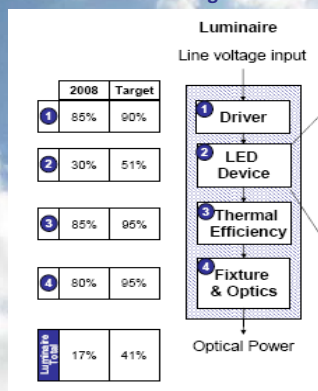 Luminaire
Line voltage input
2008 Target
1 85% 90%
1 Driver
2 30% 51%
2 LED
Device
3 85% 95%
3 Thermal
Efficiency
4 80% 95%
4 Fixture
& Optics
Luminaire
Total
17% 41%
Optical Power